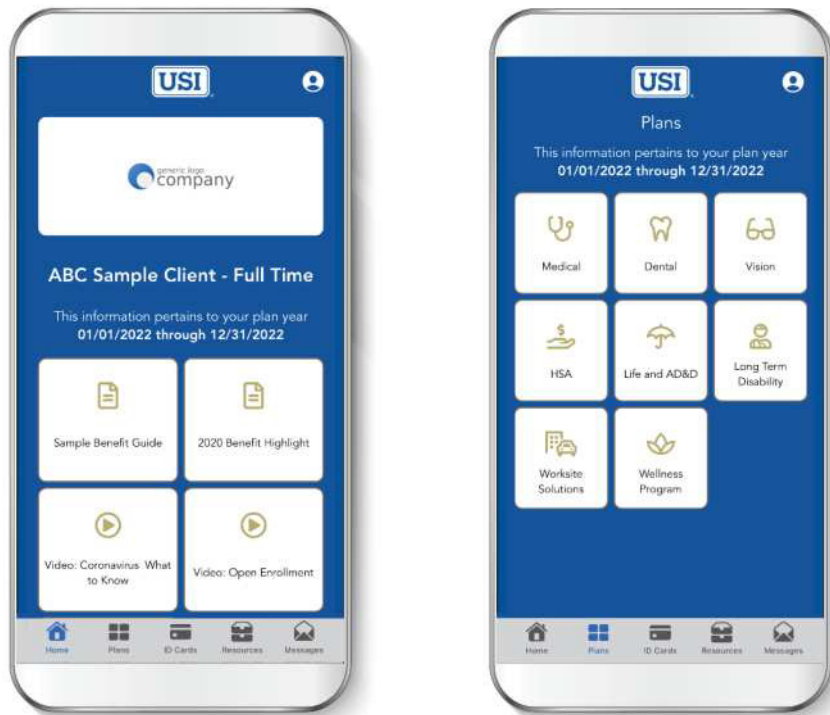 USI
generic logo
company
ABC Sample Client - Full Time
This information pertains to your plan year
01/01/2022 through 12/31/2022
Sample Benefit Guide
2020 Benefit Highlight
Video: Coronavirus What
to Know
Video: Open Enrollment
Home
Plans
ID Cards
Resources
Messages
USI
Plans
This information pertains to your plan year
01/01/2022 through 12/31/2022
Medical
Dental
Vision
$
HSA
Life and AD&D
Long Term
Disability
Worksite
Solutions
Wellness
Program
Home
Plans
ID Cards
Resources
Messages